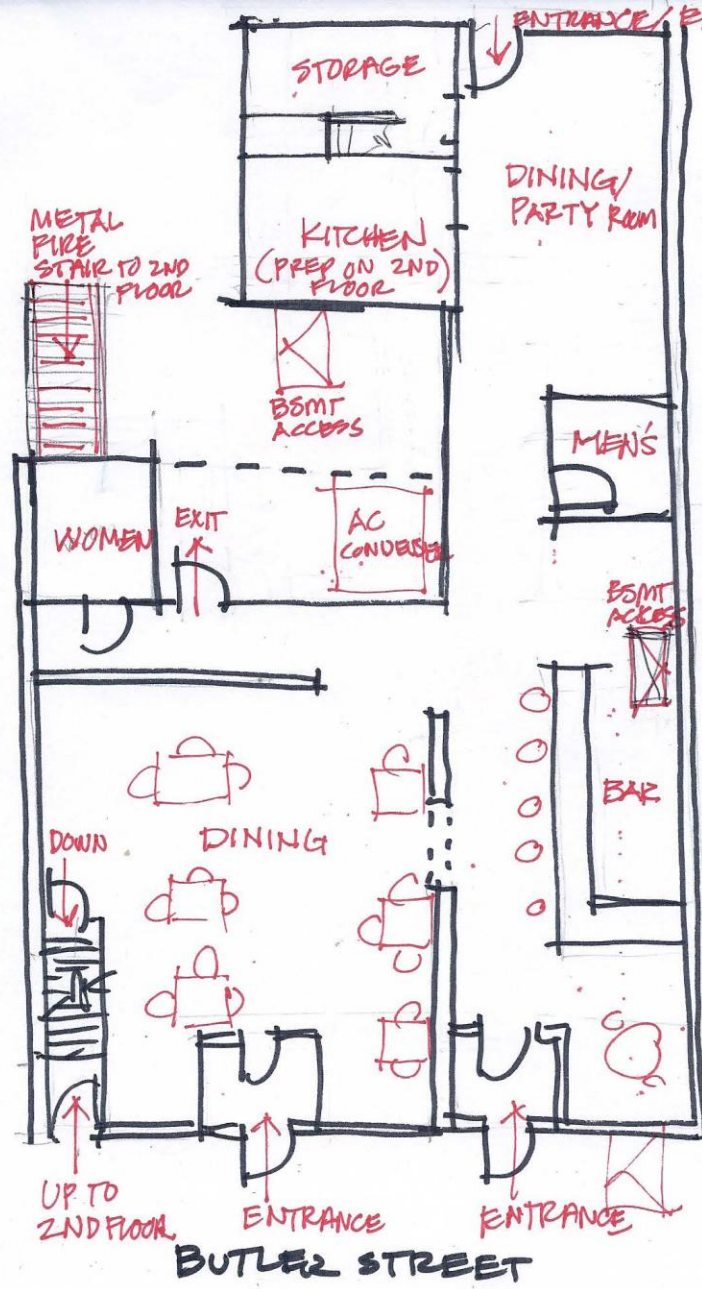 ENTRANCE/ E
STORAGE
DINING/
PARTY ROOM
METAL
FIRE
STAIR TO 2ND
FLOOR
KITCHEN
(PREP ON 2ND)
FLOOR
BSMT
ACCESS
MEN'S
WOMEN
EXIT
AC
CONDENSER
BSMT
ACCESS
BAR
DINING
DOWN
UP TO
2ND FLOOR
ENTRANCE
ENTRANCE
BUTLER STREET